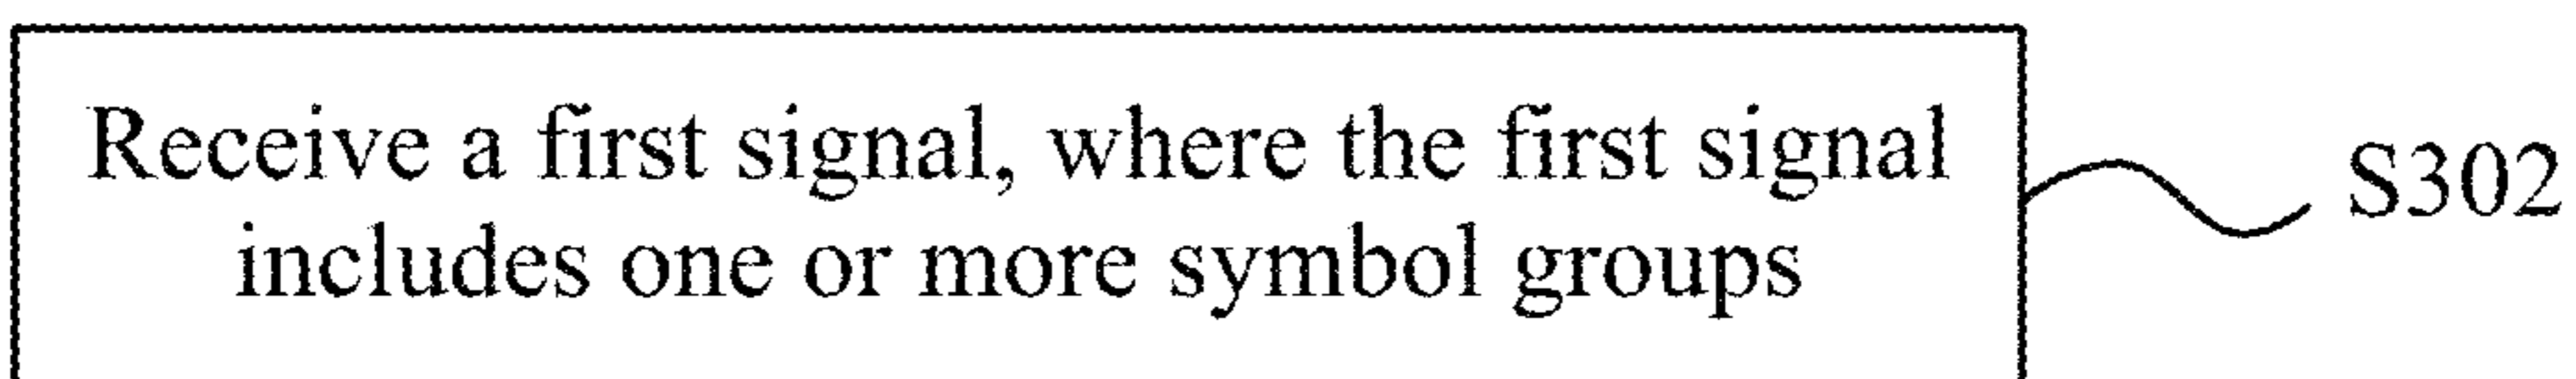 Receive a first signal, where the first signal
includes one or more symbol groups
S302